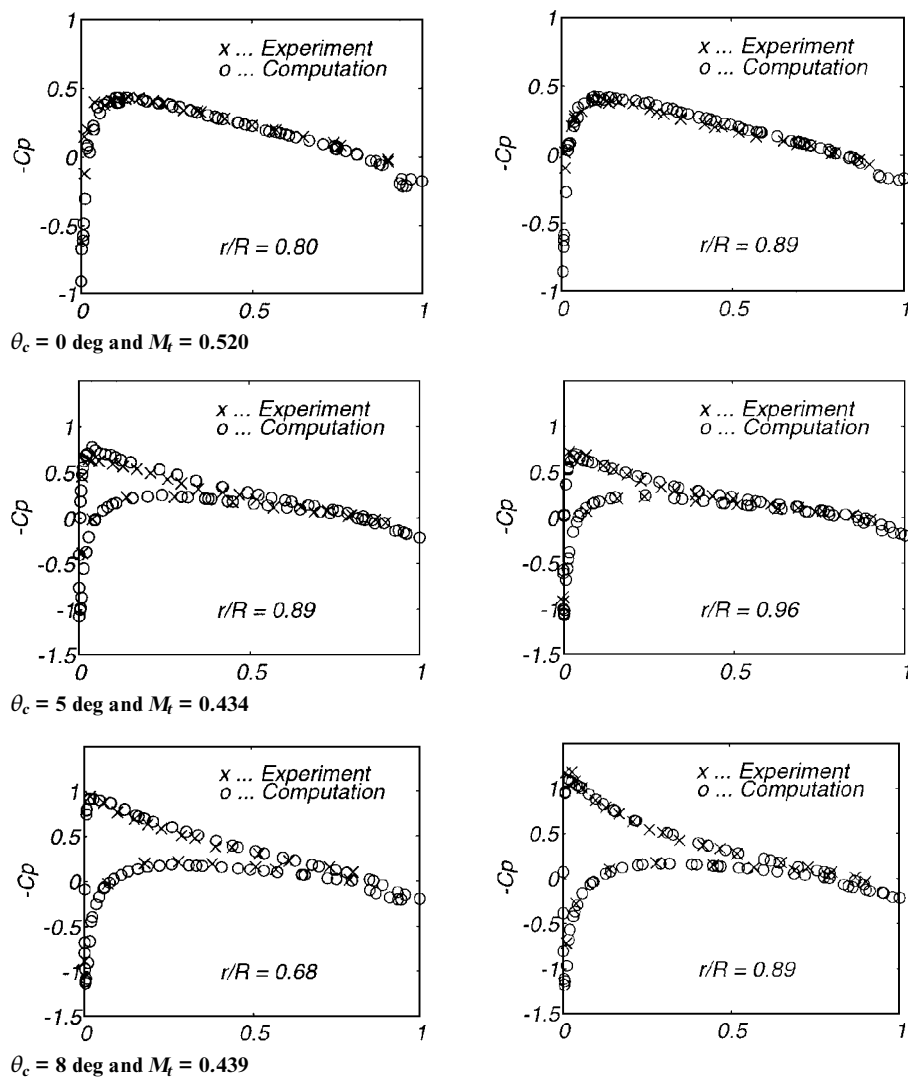 1
x ... Experiment
o ... Computation
0.5
0
-0.5
-1
-Cp
r/R = 0.80
0
0.5
1
1
x ... Experiment
o ... Computation
0.5
0
-0.5
-1
-Cp
r/R = 0.89
0
0.5
1
θc = 0 deg and Mt = 0.520
x ... Experiment
o ... Computation
1
0.5
0
-0.5
-1
-1.5
-Cp
r/R = 0.89
0
0.5
1
x ... Experiment
o ... Computation
1
0.5
0
-0.5
-1
-1.5
-Cp
r/R = 0.96
0
0.5
1
θc = 5 deg and Mt = 0.434
x ... Experiment
o ... Computation
1
0.5
0
-0.5
-1
-1.5
-Cp
r/R = 0.68
0
0.5
1
x ... Experiment
o ... Computation
1
0.5
0
-0.5
-1
-1.5
-Cp
r/R = 0.89
0
0.5
1
θc = 8 deg and Mt = 0.439